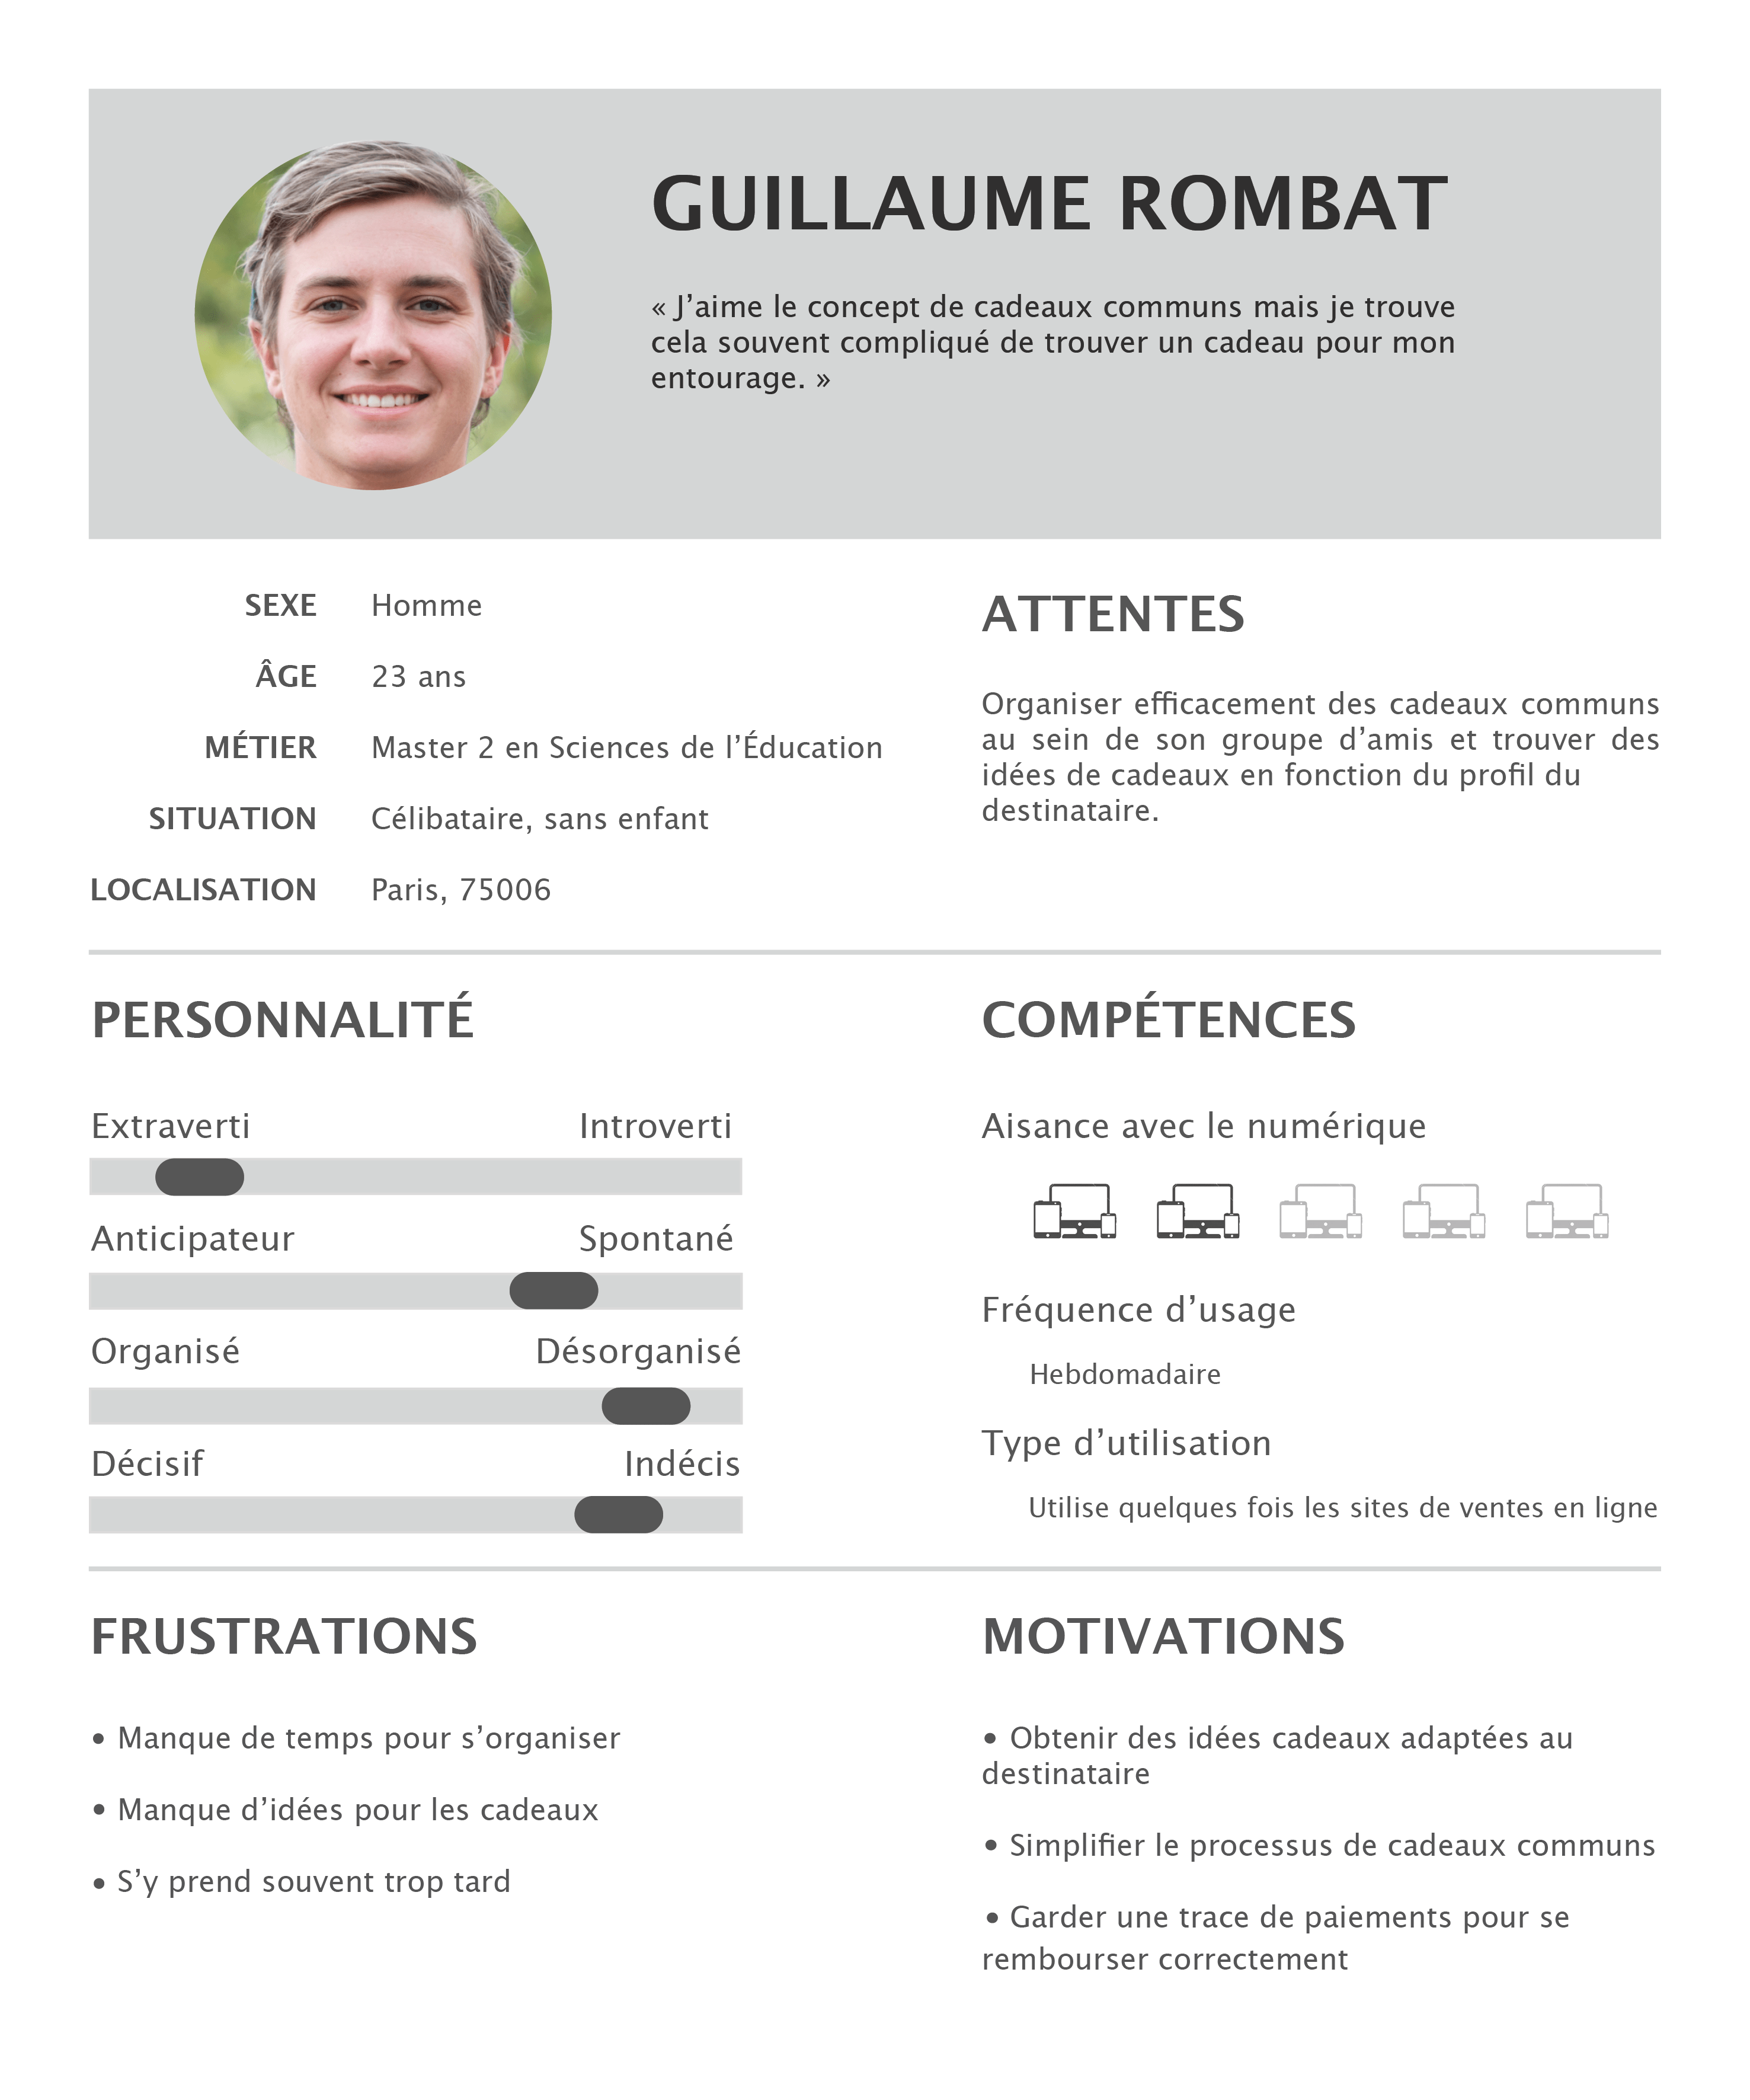 GUILLAUME ROMBAT
« J’aime le concept de cadeaux communs mais je trouve
cela souvent compliqué de trouver un cadeau pour mon
entourage. »
SEXE Homme
ÂGE 23 ans
MÉTIER Master 2 en Sciences de l’Éducation
SITUATION Célibataire, sans enfant
LOCALISATION Paris, 75006
ATTENTES
Organiser efficacement des cadeaux communs
au sein de son groupe d’amis et trouver des
idées de cadeaux en fonction du profil du
destinataire.
PERSONNALITÉ
Extraverti Introverti
Anticipateur Spontané
Organisé Désorganisé
Décisif Indécis
COMPÉTENCES
Aisance avec le numérique
Fréquence d’usage
Hebdomadaire
Type d’utilisation
Utilise quelques fois les sites de ventes en ligne
FRUSTRATIONS
• Manque de temps pour s’organiser
• Manque d’idées pour les cadeaux
• S’y prend souvent trop tard
MOTIVATIONS
• Obtenir des idées cadeaux adaptées au
destinataire
• Simplifier le processus de cadeaux communs
• Garder une trace de paiements pour se
rembourser correctement